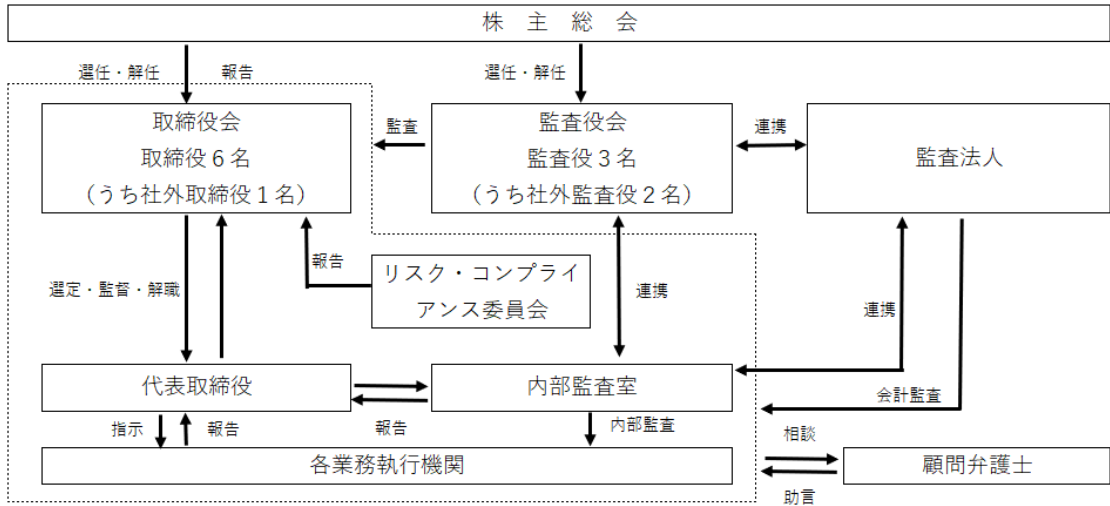 株 主 総 会
選任・解任
報告
選任・解任
取締役会
取締役６名
（うち社外取締役１名）
監査
監査役会
監査役３名
（うち社外監査役２名）
連携
監査法人
選定・監督・解職
報告
リスク・コンプライ
アンス委員会
連携
連携
代表取締役
内部監査室
会計監査
指示
報告
報告
内部監査
相談
各業務執行機関
顧問弁護士
助言